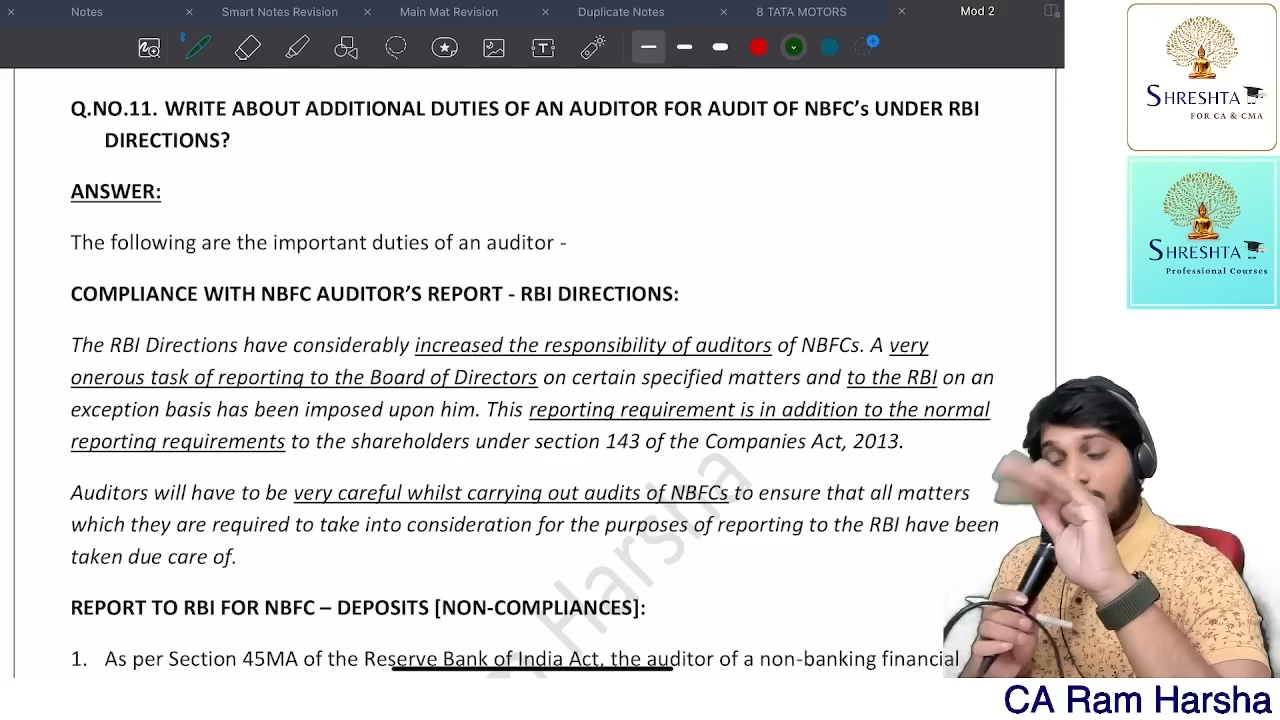 Notes
Smart Notes Revision
Main Mat Revision
Duplicate Notes
8 TATA MOTORS
Mod 2
Q.NO.11. WRITE ABOUT ADDITIONAL DUTIES OF AN AUDITOR FOR AUDIT OF NBFC's UNDER RBI
DIRECTIONS?
ANSWER:
The following are the important duties of an auditor -
COMPLIANCE WITH NBFC AUDITOR'S REPORT - RBI DIRECTIONS:
The RBI Directions have considerably increased the responsibility of auditors of NBFCs. A very
onerous task of reporting to the Board of Directors on certain specified matters and to the RBI on an
exception basis has been imposed upon him. This reporting requirement is in addition to the normal
reporting requirements to the shareholders under section 143 of the Companies Act, 2013.
Auditors will have to be very careful whilst carrying out audits of NBFCs to ensure that all matters
which they are required to take into consideration for the purposes of reporting to the RBI have been
taken due care of.
REPORT TO RBI FOR NBFC – DEPOSITS [NON-COMPLIANCES]:
1. As per Section 45MA of the Reserve Bank of India Act, the auditor of a non-banking financial
Harsha
SHRESHTA
FOR CA & CMA
SHRESHTA
Professional Courses
CA Ram Harsha